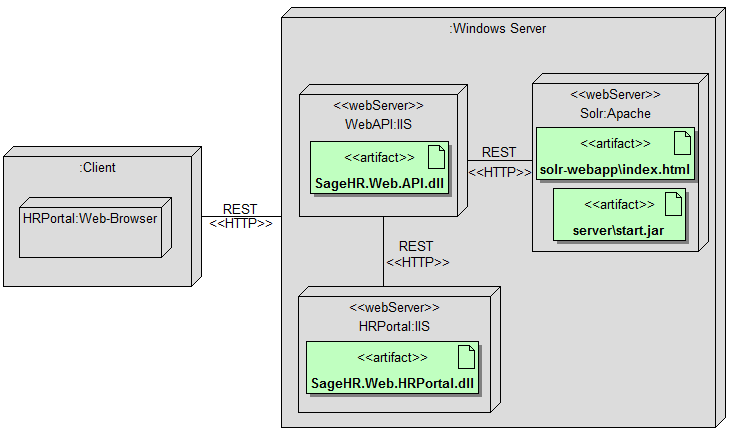 :Windows Server
<<webServer>>
WebAPI:IIS
<<artifact>>
SageHR.Web.API.dll
REST
<<HTTP>>
<<webServer>>
Solr:Apache
<<artifact>>
solr-webapp\index.html
<<artifact>>
server\start.jar
:Client
HRPortal:Web-Browser
REST
<<HTTP>>
REST
<<HTTP>>
<<webServer>>
HRPortal:IIS
<<artifact>>
SageHR.Web.HRPortal.dll